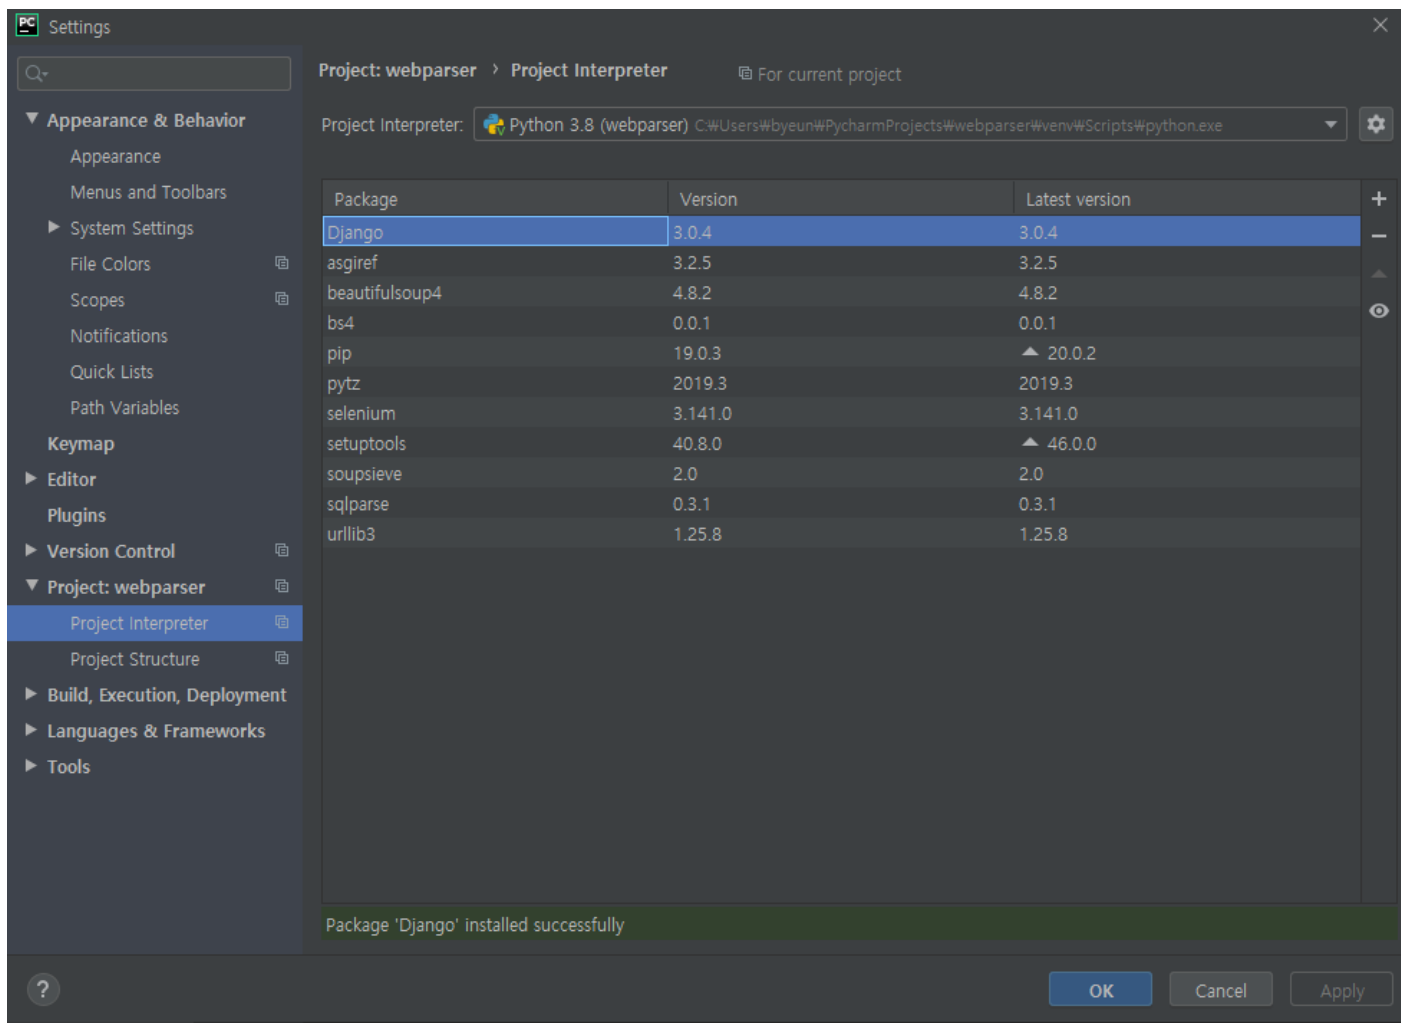 PC Settings
Project: webparser › Project Interpreter For current project
Appearance & Behavior
Appearance
Menus and Toolbars
System Settings
File Colors
Scopes
Notifications
Quick Lists
Path Variables
Keymap
Editor
Plugins
Version Control
Project: webparser
Project Interpreter
Project Structure
Build, Execution, Deployment
Languages & Frameworks
Tools
Project Interpreter: Python 3.8 (webparser) C:₩Users₩byeun₩PycharmProjects₩webparser₩venv₩Scripts₩python.exe
Package Version Latest version
Django 3.0.4 3.0.4
asgiref 3.2.5 3.2.5
beautifulsoup4 4.8.2 4.8.2
bs4 0.0.1 0.0.1
pip 19.0.3 ▲ 20.0.2
pytz 2019.3 2019.3
selenium 3.141.0 3.141.0
setuptools 40.8.0 ▲ 46.0.0
soupsieve 2.0 2.0
sqlparse 0.3.1 0.3.1
urllib3 1.25.8 1.25.8
Package 'Django' installed successfully
? OK Cancel Apply